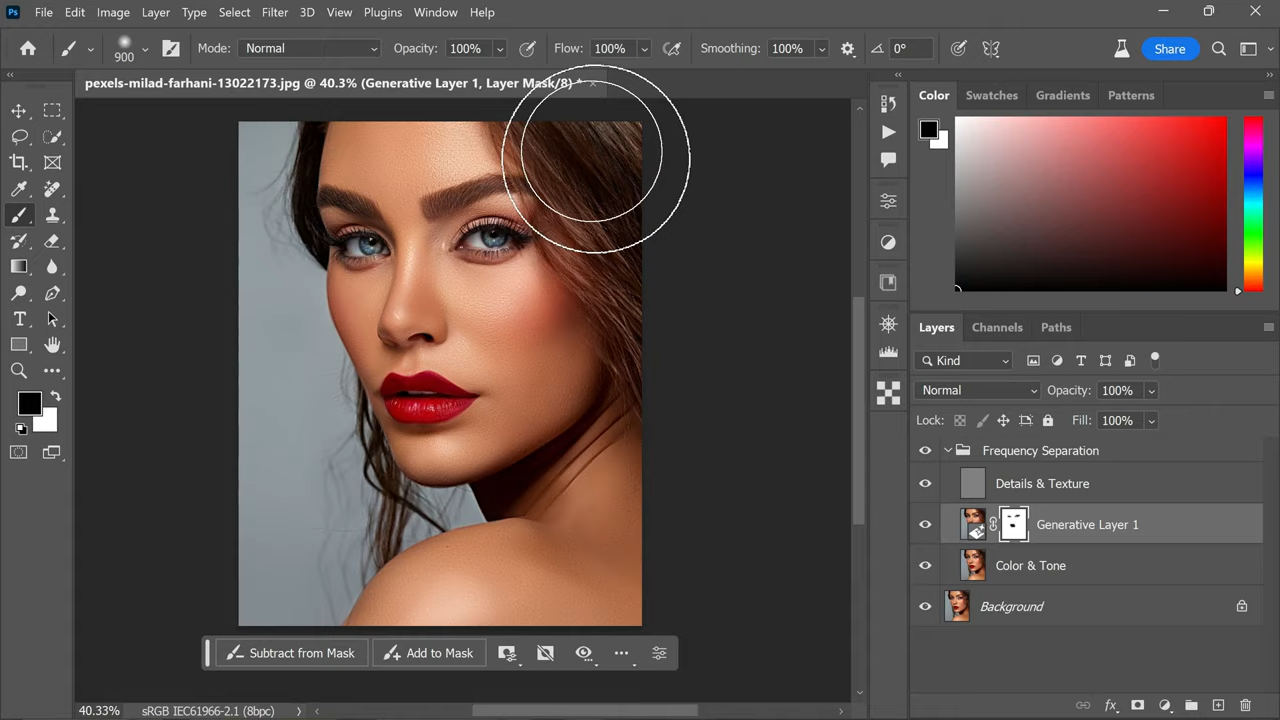 Ps File Edit Image Layer Type Select Filter 3D View Plugins Window Help
900 Mode: Normal Opacity: 100% Flow: 100% Smoothing: 100% 0° Share
pexels-milad-farhani-13022173.jpg @ 40.3% (Generative Layer 1, Layer Mask/8) *
Color Swatches Gradients Patterns
Layers Channels Paths
Kind
Normal Opacity: 100%
Lock: Fill: 100%
Frequency Separation
Details & Texture
Generative Layer 1
Color & Tone
Background
Subtract from Mask Add to Mask
40.33% sRGB IEC61966-2.1 (8bpc)
fx